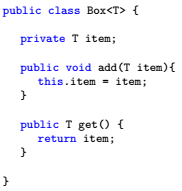 public class Box<T> {
private T item;
public void add(T item){
this.item = item;
}
public T get() {
return item;
}
}